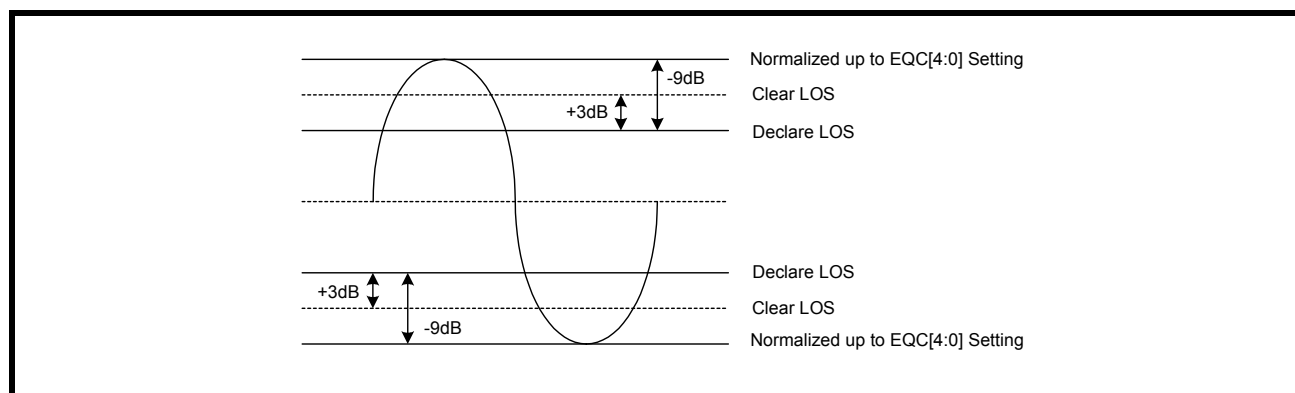 Normalized up to EQC[4:0] Setting
-9dB
Clear LOS
+3dB
Declare LOS
Declare LOS
+3dB
Clear LOS
-9dB
Normalized up to EQC[4:0] Setting